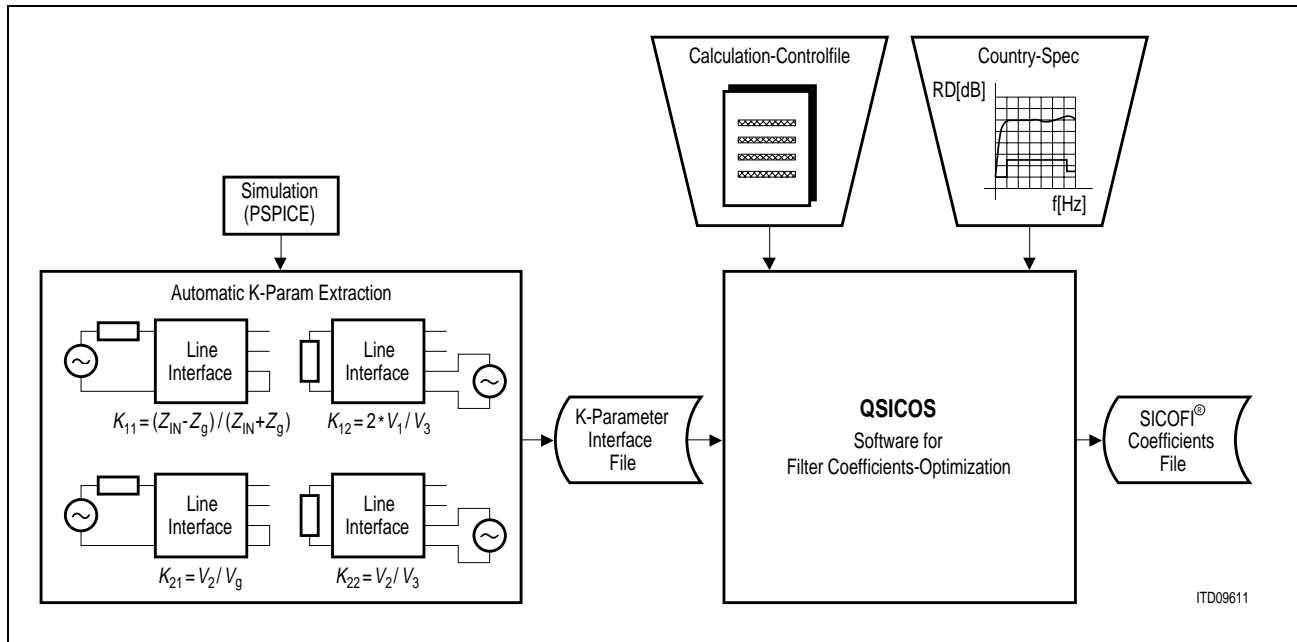 Calculation-Controlfile
Country-Spec
RD[dB]
f[Hz]
Simulation
(PSPICE)
Automatic K-Param Extraction
Line
Interface
K11=(ZIN-Zg)/(ZIN+Zg)
Line
Interface
K12=2*V1/V3
Line
Interface
K21=V2/Vg
Line
Interface
K22=V2/V3
K-Parameter
Interface
File
QSICOS
Software for
Filter Coefficients-Optimization
SICOFI®
Coefficients
File
ITD09611